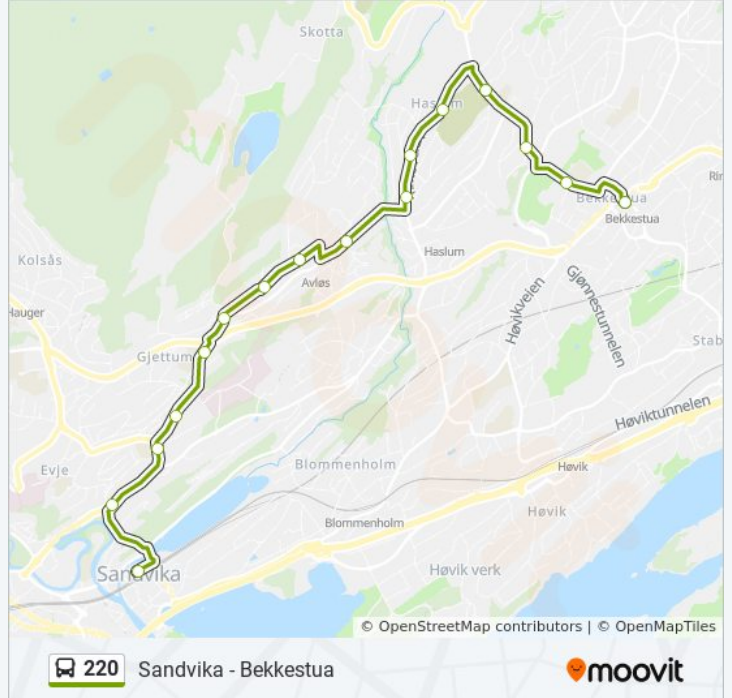 Skotta
Haslum
Bekkestua
Rin
Bekkestua
Haslum
Kolsås
Avløs
Gjønnestunnelen
Høvikveien
Hauger
Stab
Gjettum
Høviktunnelen
Evje
Blommenholm
Høvik
Høvik
Blommenholm
Høvik verk
Sandvika
© OpenStreetMap contributors | © OpenMapTiles
220 Sandvika - Bekkestua
moovit